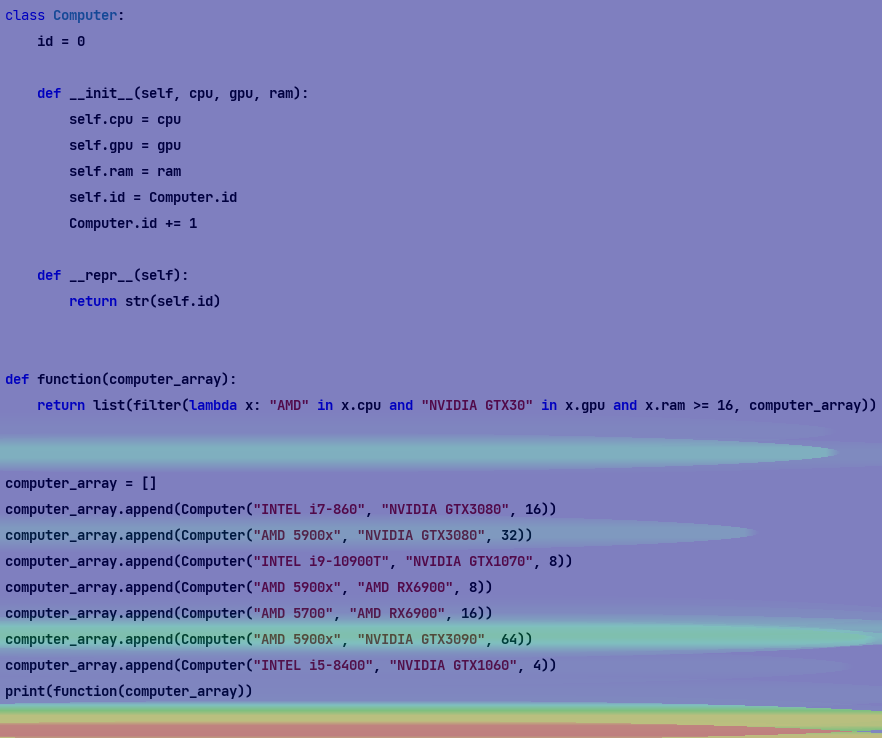 class Computer:
    id = 0

    def __init__(self, cpu, gpu, ram):
        self.cpu = cpu
        self.gpu = gpu
        self.ram = ram
        self.id = Computer.id
        Computer.id += 1

    def __repr__(self):
        return str(self.id)


def function(computer_array):
    return list(filter(lambda x: "AMD" in x.cpu and "NVIDIA GTX30" in x.gpu and x.ram >= 16, computer_array))


computer_array = []
computer_array.append(Computer("INTEL i7-860", "NVIDIA GTX3080", 16))
computer_array.append(Computer("AMD 5900x", "NVIDIA GTX3080", 32))
computer_array.append(Computer("INTEL i9-10900T", "NVIDIA GTX1070", 8))
computer_array.append(Computer("AMD 5900x", "AMD RX6900", 8))
computer_array.append(Computer("AMD 5700", "AMD RX6900", 16))
computer_array.append(Computer("AMD 5900x", "NVIDIA GTX3090", 64))
computer_array.append(Computer("INTEL i5-8400", "NVIDIA GTX1060", 4))
print(function(computer_array))